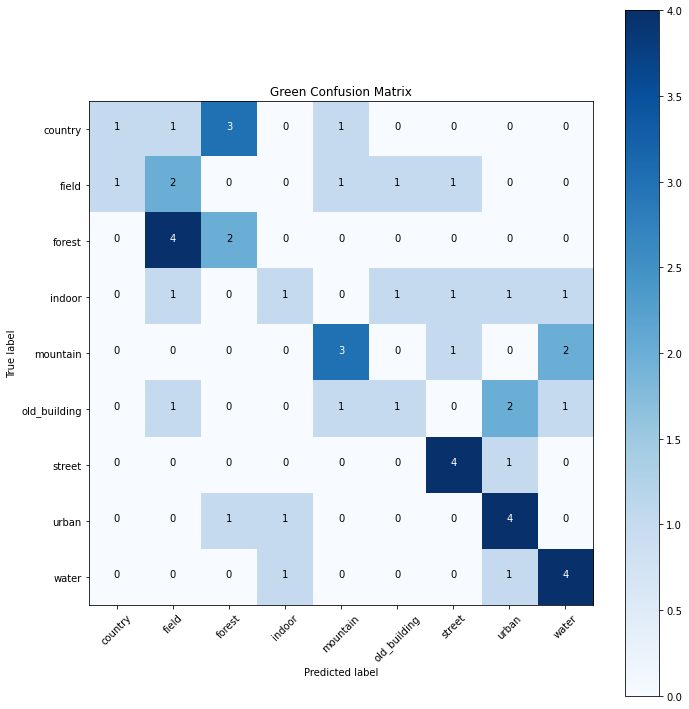 Green Confusion Matrix
True label
country 1 1 3 0 1 0 0 0 0
field 1 2 0 0 1 1 1 0 0
forest 0 4 2 0 0 0 0 0 0
indoor 0 1 0 1 0 1 1 1 1
mountain 0 0 0 0 3 0 1 0 2
old_building 0 1 0 0 1 1 0 2 1
street 0 0 0 0 0 0 4 1 0
urban 0 0 1 1 0 0 0 4 0
water 0 0 0 1 0 0 0 1 4
country field forest indoor mountain old_building street urban water
Predicted label
4.0
3.5
3.0
2.5
2.0
1.5
1.0
0.5
0.0